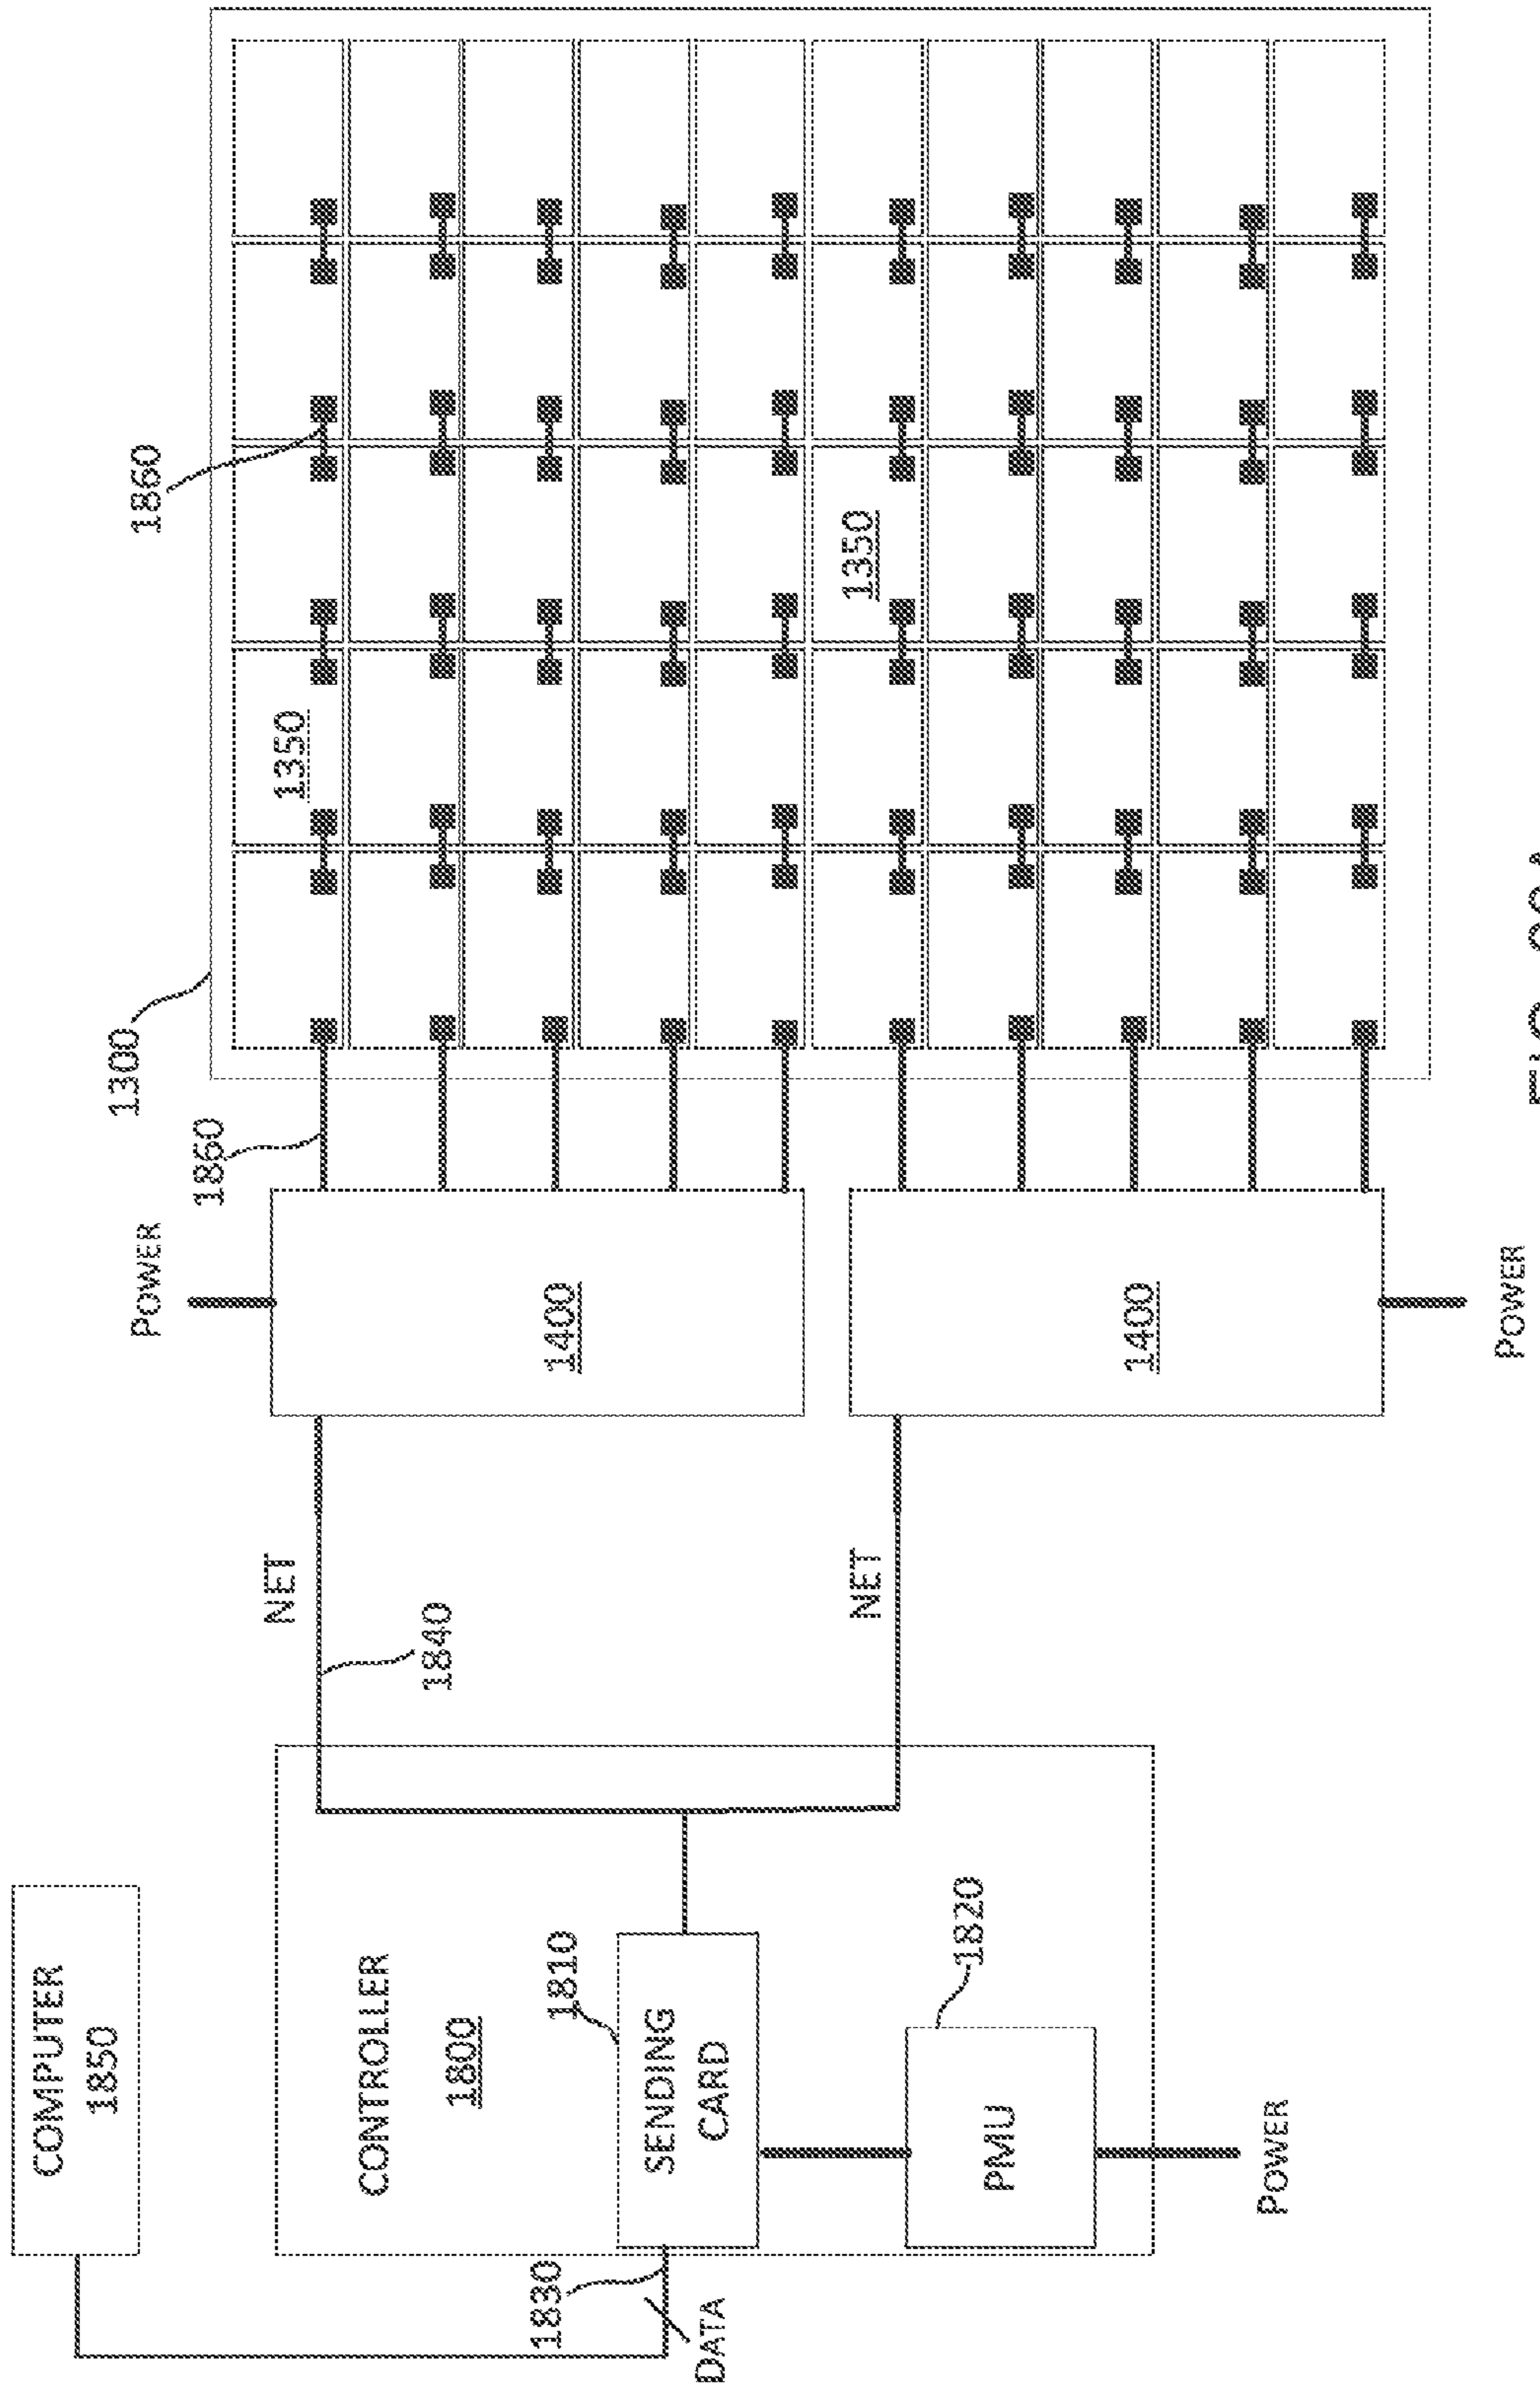 COMPUTER
1850
CONTROLLER
1800
1810
SENDING
CARD
1820
PMU
POWER
1830
DATA
NET
1840
NET
POWER
1400
1400
POWER
1860
1300
1860
1350
1350